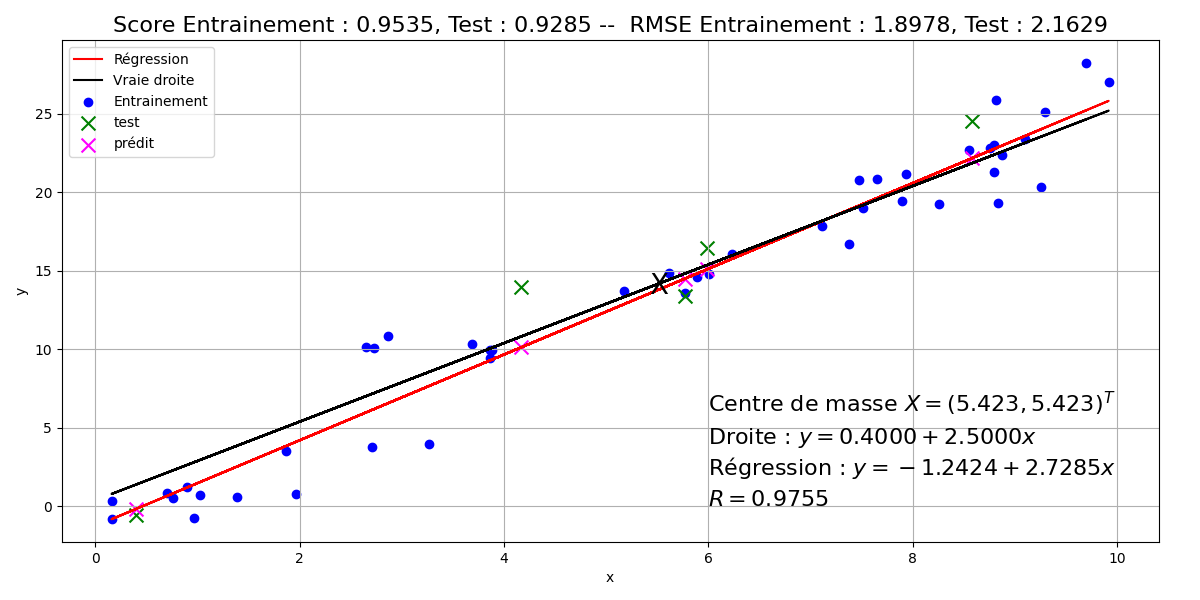 Score Entrainement : 0.9535, Test : 0.9285 -- RMSE Entrainement : 1.8978, Test : 2.1629
Régression
Vraie droite
Entrainement
test
prédit
25
20
15
10
5
0
y
Centre de masse X = (5.423, 5.423)^T
Droite : y = 0.4000 + 2.5000x
Régression : y = −1.2424 + 2.7285x
R = 0.9755
0 2 4 6 8 10
x